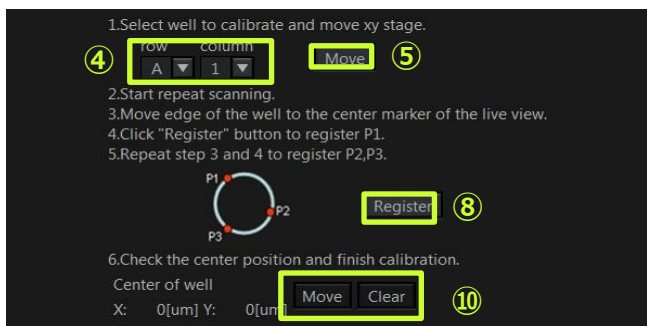 1.Select well to calibrate and move xy stage.
④ row column
A ▼ 1 ▼ Move ⑤
2.Start repeat scanning.
3.Move edge of the well to the center marker of the live view.
4.Click "Register" button to register P1.
5.Repeat step 3 and 4 to register P2,P3.
P1
P2 Register ⑧
P3
6.Check the center position and finish calibration.
Center of well
X: 0[um] Y: 0[um] Move Clear ⑩